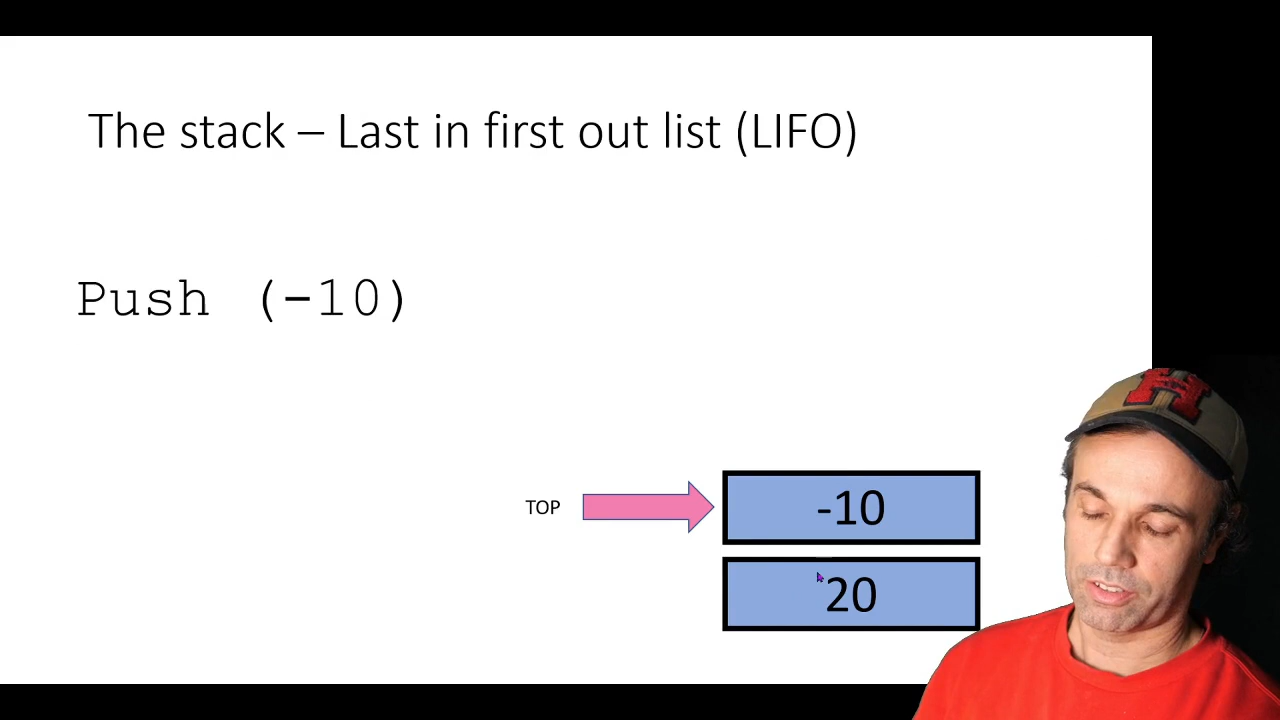 The stack – Last in first out list (LIFO)
Push (-10)
TOP
-10
20
H